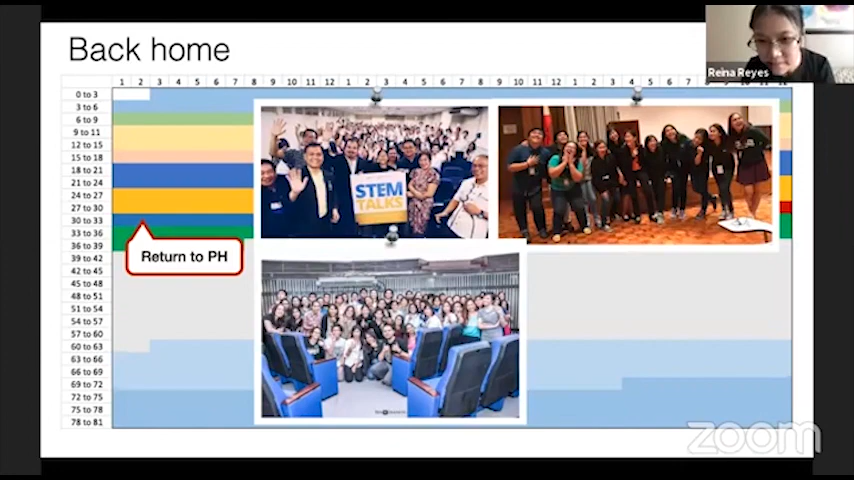 Back home
Reina Reyes
1 2 3 4 5 6 7 8 9 10 11 12 1 2 3 4 5 6 7 8 9 10 11 12 1 2 3 4 5 6 7
0 to 3
3 to 6
6 to 9
9 to 11
12 to 15
15 to 18
18 to 21
21 to 24
24 to 27
27 to 30
30 to 33
33 to 36
36 to 39
39 to 42
42 to 45
45 to 48
48 to 51
51 to 54
54 to 57
57 to 60
60 to 63
63 to 66
66 to 69
69 to 72
72 to 75
75 to 78
78 to 81
STEM
TALKS
Return to PH
zoom